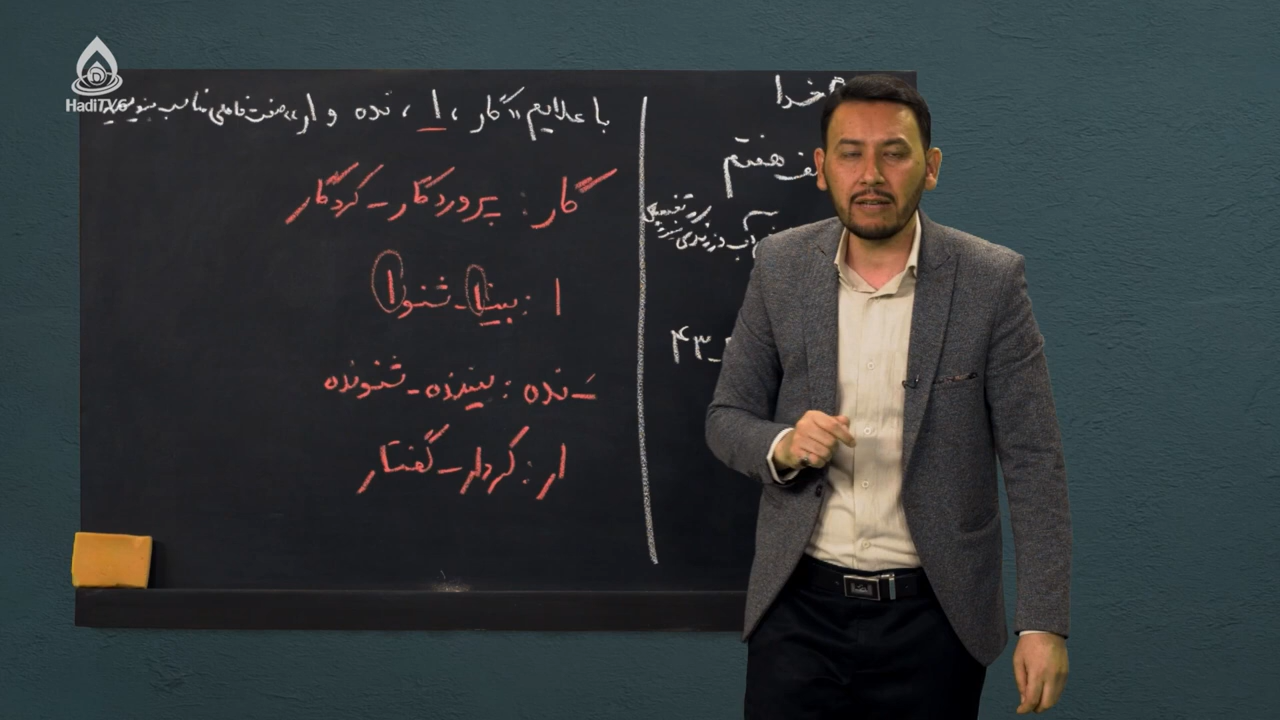 خدا
هفتم
۴۳
با علایم «گار، ا، نده و ار» صفت فاعلی مناسب بنویسید
گار: پروردگار - کردگار
ا: بینا - شنوا
ـَ نده: بیننده - شنونده
ار: کردار - گفتار
HadiTV6